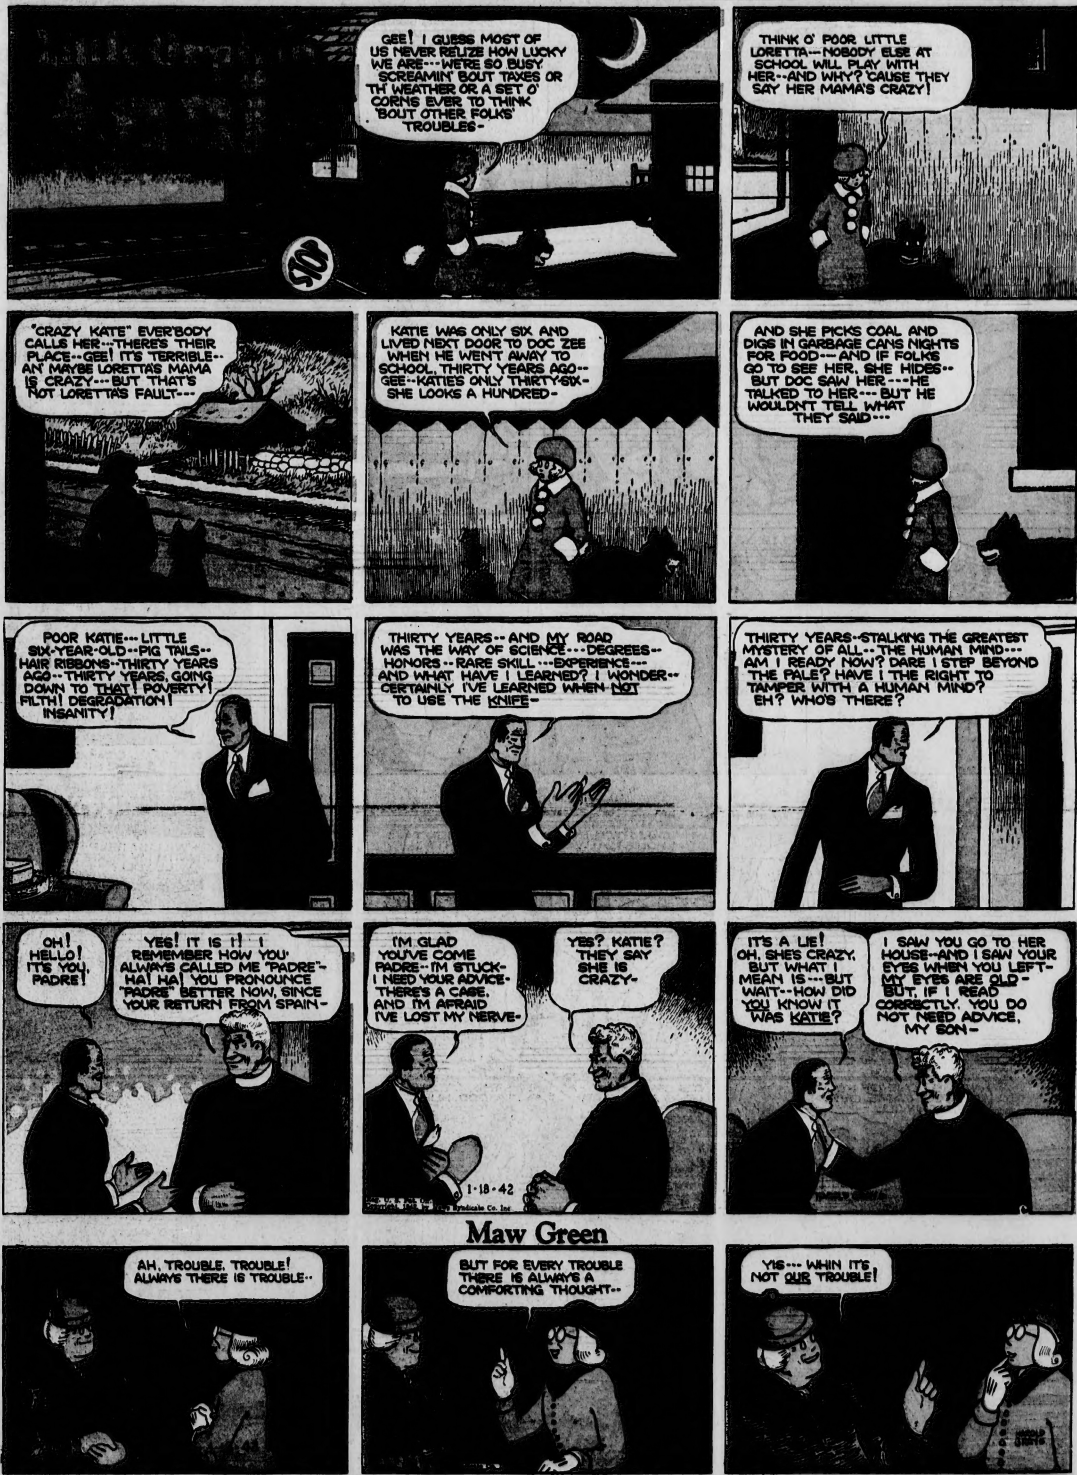 GEE! I GUESS MOST OF
US NEVER RELIZE HOW LUCKY
WE ARE---WE'RE SO BUSY
SCREAMIN' BOUT TAXES OR
TH' WEATHER OR A SET O'
CORNS EVER TO THINK
'BOUT OTHER FOLKS'
TROUBLES-
STOP
THINK O' POOR LITTLE
LORETTA--NOBODY ELSE AT
SCHOOL WILL PLAY WITH
HER--AND WHY? 'CAUSE THEY
SAY HER MAMA'S CRAZY!
"CRAZY KATE" EVER'BODY
CALLS HER---THERE'S THEIR
PLACE--GEE! IT'S TERRIBLE--
AN' MAYBE LORETTA'S MAMA
IS CRAZY---BUT THAT'S
NOT LORETTA'S FAULT---
KATIE WAS ONLY SIX AND
LIVED NEXT DOOR TO DOC ZEE
WHEN HE WENT AWAY TO
SCHOOL, THIRTY YEARS AGO--
GEE--KATIE'S ONLY THIRTY-SIX-
SHE LOOKS A HUNDRED-
AND SHE PICKS COAL AND
DIGS IN GARBAGE CANS NIGHTS
FOR FOOD---AND IF FOLKS
GO TO SEE HER, SHE HIDES--
BUT DOC SAW HER---HE
TALKED TO HER---BUT HE
WOULDN'T TELL WHAT
THEY SAID---
POOR KATIE--- LITTLE
SIX-YEAR-OLD--PIG TAILS--
HAIR RIBBONS--THIRTY YEARS
AGO--THIRTY YEARS, GOING
DOWN TO THAT! POVERTY!
FILTH! DEGRADATION!
INSANITY!
THIRTY YEARS--AND MY ROAD
WAS THE WAY OF SCIENCE---DEGREES--
HONORS--RARE SKILL---EXPERIENCE---
AND WHAT HAVE I LEARNED? I WONDER--
CERTAINLY I'VE LEARNED WHEN NOT
TO USE THE KNIFE-
THIRTY YEARS--STALKING THE GREATEST
MYSTERY OF ALL--THE HUMAN MIND---
AM I READY NOW? DARE I STEP BEYOND
THE PALE? HAVE I THE RIGHT TO
TAMPER WITH A HUMAN MIND?
EH? WHO'S THERE?
OH!
HELLO!
IT'S YOU,
PADRE!
YES! IT IS I! I
REMEMBER HOW YOU
ALWAYS CALLED ME "PADRE"-
HA! HA! YOU PRONOUNCE
"PADRE" BETTER NOW, SINCE
YOUR RETURN FROM SPAIN-
I'M GLAD
YOU'VE COME
PADRE--I'M STUCK-
I NEED YOUR ADVICE-
THERE'S A CASE,
AND I'M AFRAID
I'VE LOST MY NERVE-
YES? KATIE?
THEY SAY
SHE IS
CRAZY-
1-18-42
IT'S A LIE!
OH, SHE'S CRAZY,
BUT WHAT I
MEAN IS---BUT
WAIT--HOW DID
YOU KNOW IT
WAS KATIE?
I SAW YOU GO TO HER
HOUSE--AND I SAW YOUR
EYES WHEN YOU LEFT-
MY EYES ARE OLD-
BUT, IF I READ
CORRECTLY, YOU DO
NOT NEED ADVICE,
MY SON-
Maw Green
AH, TROUBLE, TROUBLE!
ALWAYS THERE IS TROUBLE--
BUT FOR EVERY TROUBLE
THERE IS ALWAYS A
COMFORTING THOUGHT--
YIS--- WHIN IT'S
NOT OUR TROUBLE!
HAROLD
GRAY